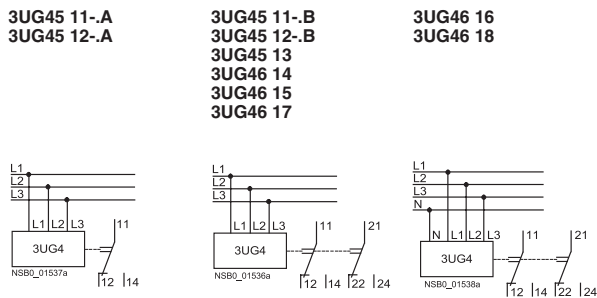 3UG45 11-.A
3UG45 12-.A
3UG45 11-.B
3UG45 12-.B
3UG45 13
3UG46 14
3UG46 15
3UG46 17
3UG46 16
3UG46 18
L1
L2
L3
L1 L2 L3
11
3UG4
NSB0_01537a
12 14
L1
L2
L3
L1 L2 L3
11
21
3UG4
NSB0_01536a
12 14
22 24
L1
L2
L3
N
N L1 L2 L3
11
21
3UG4
NSB0_01538a
12 14
22 24